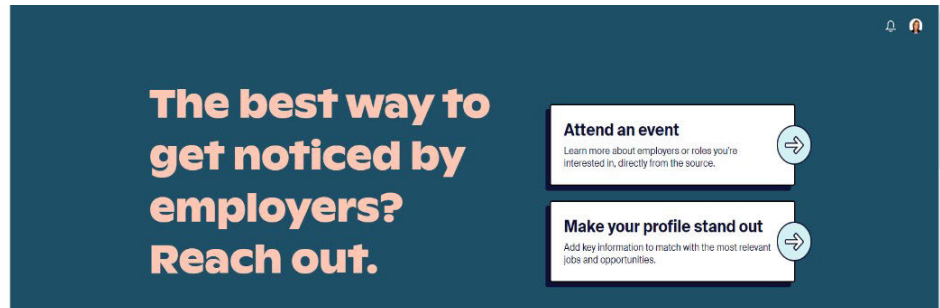 The best way to
get noticed by
employers?
Reach out.
Attend an event
Learn more about employers or roles you're
interested in, directly from the source.
Make your profile stand out
Add key information to match with the most relevant
jobs and opportunities.